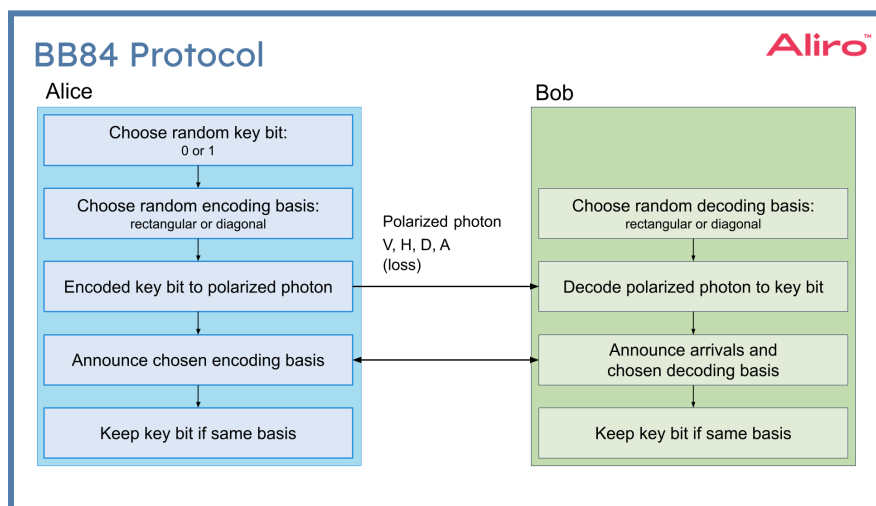 BB84 Protocol
Aliro™
Alice
Bob
Choose random key bit:
0 or 1
Choose random encoding basis:
rectangular or diagonal
Encoded key bit to polarized photon
Announce chosen encoding basis
Keep key bit if same basis
Polarized photon
V, H, D, A
(loss)
Choose random decoding basis:
rectangular or diagonal
Decode polarized photon to key bit
Announce arrivals and
chosen decoding basis
Keep key bit if same basis